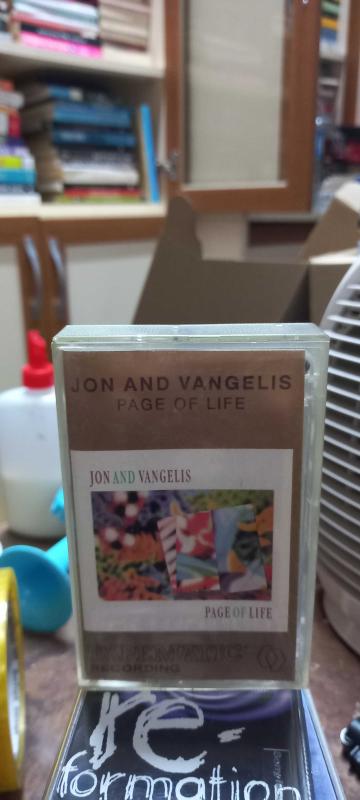 JON AND VANGELIS
PAGE OF LIFE
JON AND VANGELIS
PAGE OF LIFE
RECORDING
re-
formation